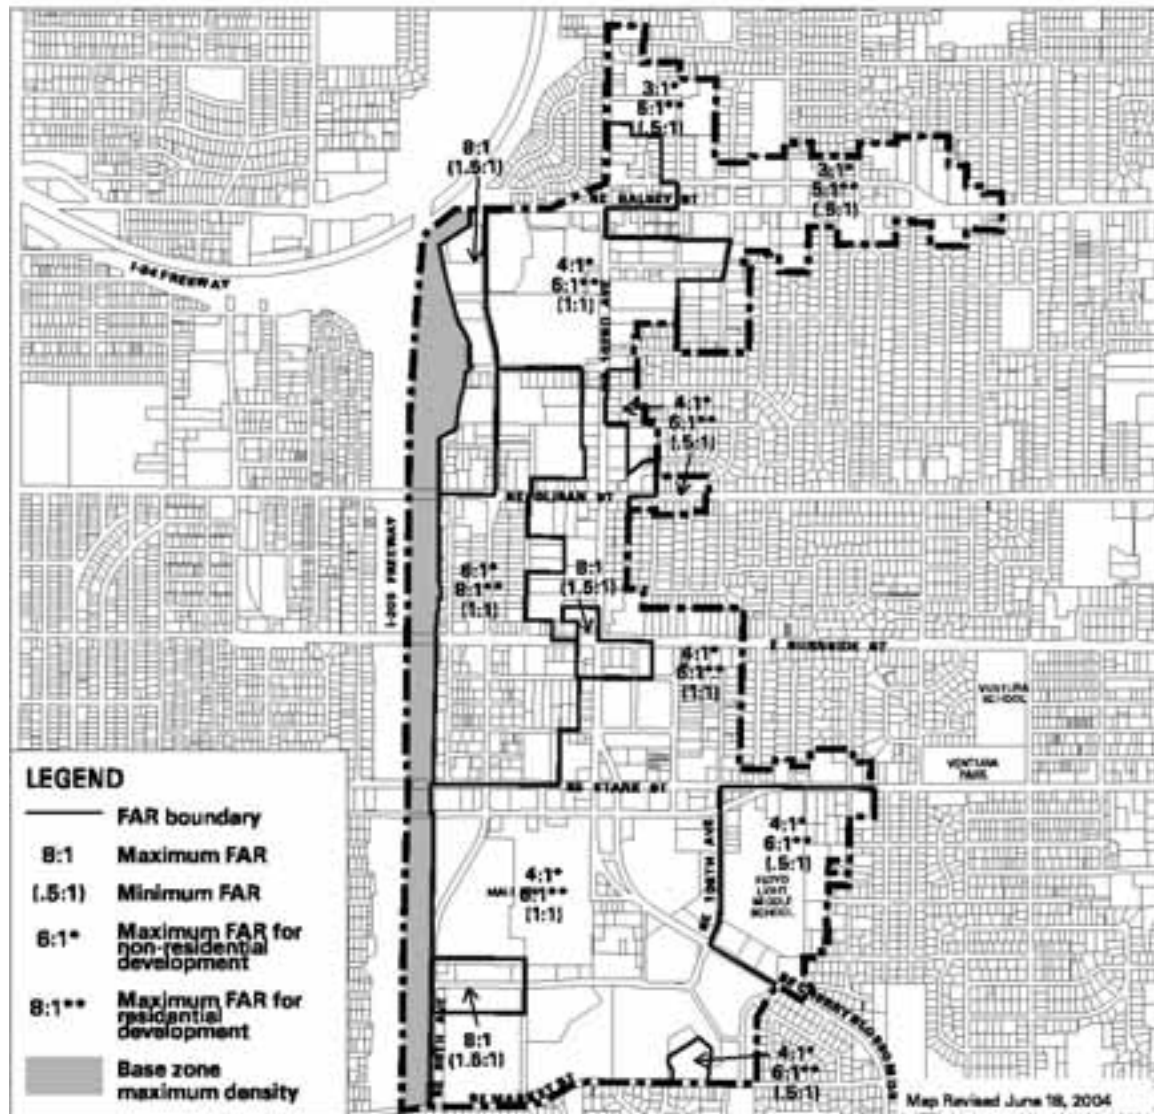 3:1*
5:1**
(.5:1)
8:1
(1.5:1)
3:1*
5:1**
(.5:1)
NE HALSEY ST
I-84 FREEWAY
4:1*
6:1**
(1:1)
NE 102ND AVE
4:1*
6:1**
(.5:1)
NE GLISAN ST
I-205 FREEWAY
6:1*
8:1**
(1:1)
8:1
(1.5:1)
E BURNSIDE ST
4:1*
6:1**
(1:1)
VENTURA
SCHOOL
VENTURA
PARK
SE STARK ST
4:1*
6:1**
(.5:1)
FLOYD
LIGHT
MIDDLE
SCHOOL
4:1*
6:1**
(1:1)
SE CHERRY BLOSSOM DR
8:1
(1.5:1)
4:1*
6:1**
(.5:1)
SE MARKET ST
LEGEND
FAR boundary
8:1 Maximum FAR
(.5:1) Minimum FAR
6:1* Maximum FAR for
non-residential
development
8:1** Maximum FAR for
residential
development
Base zone
maximum density
Map Revised June 18, 2004